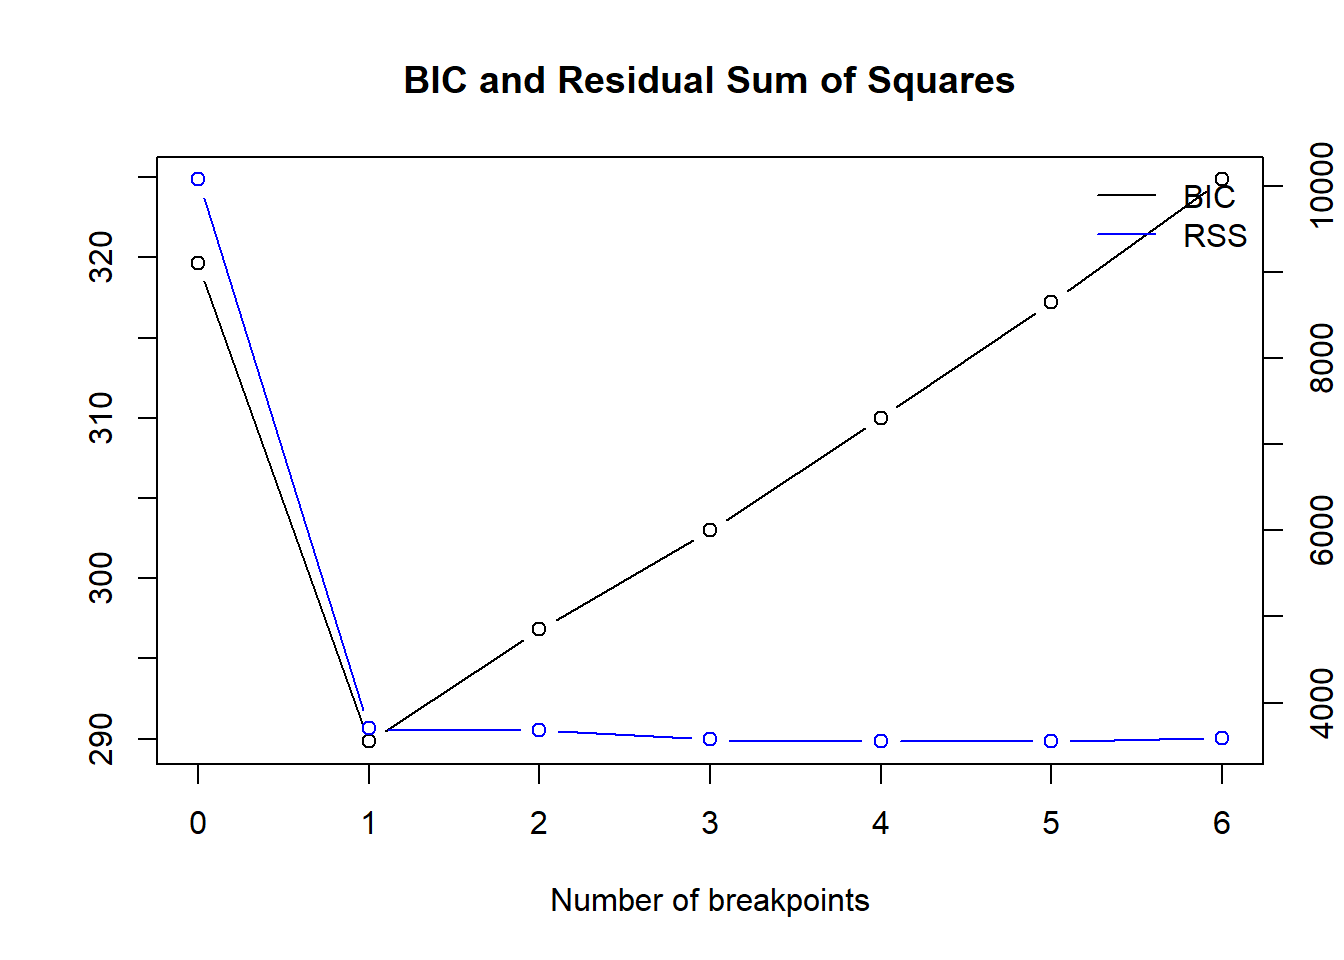 BIC and Residual Sum of Squares
320
310
300
290
10000
8000
6000
4000
BIC
RSS
0 1 2 3 4 5 6
Number of breakpoints